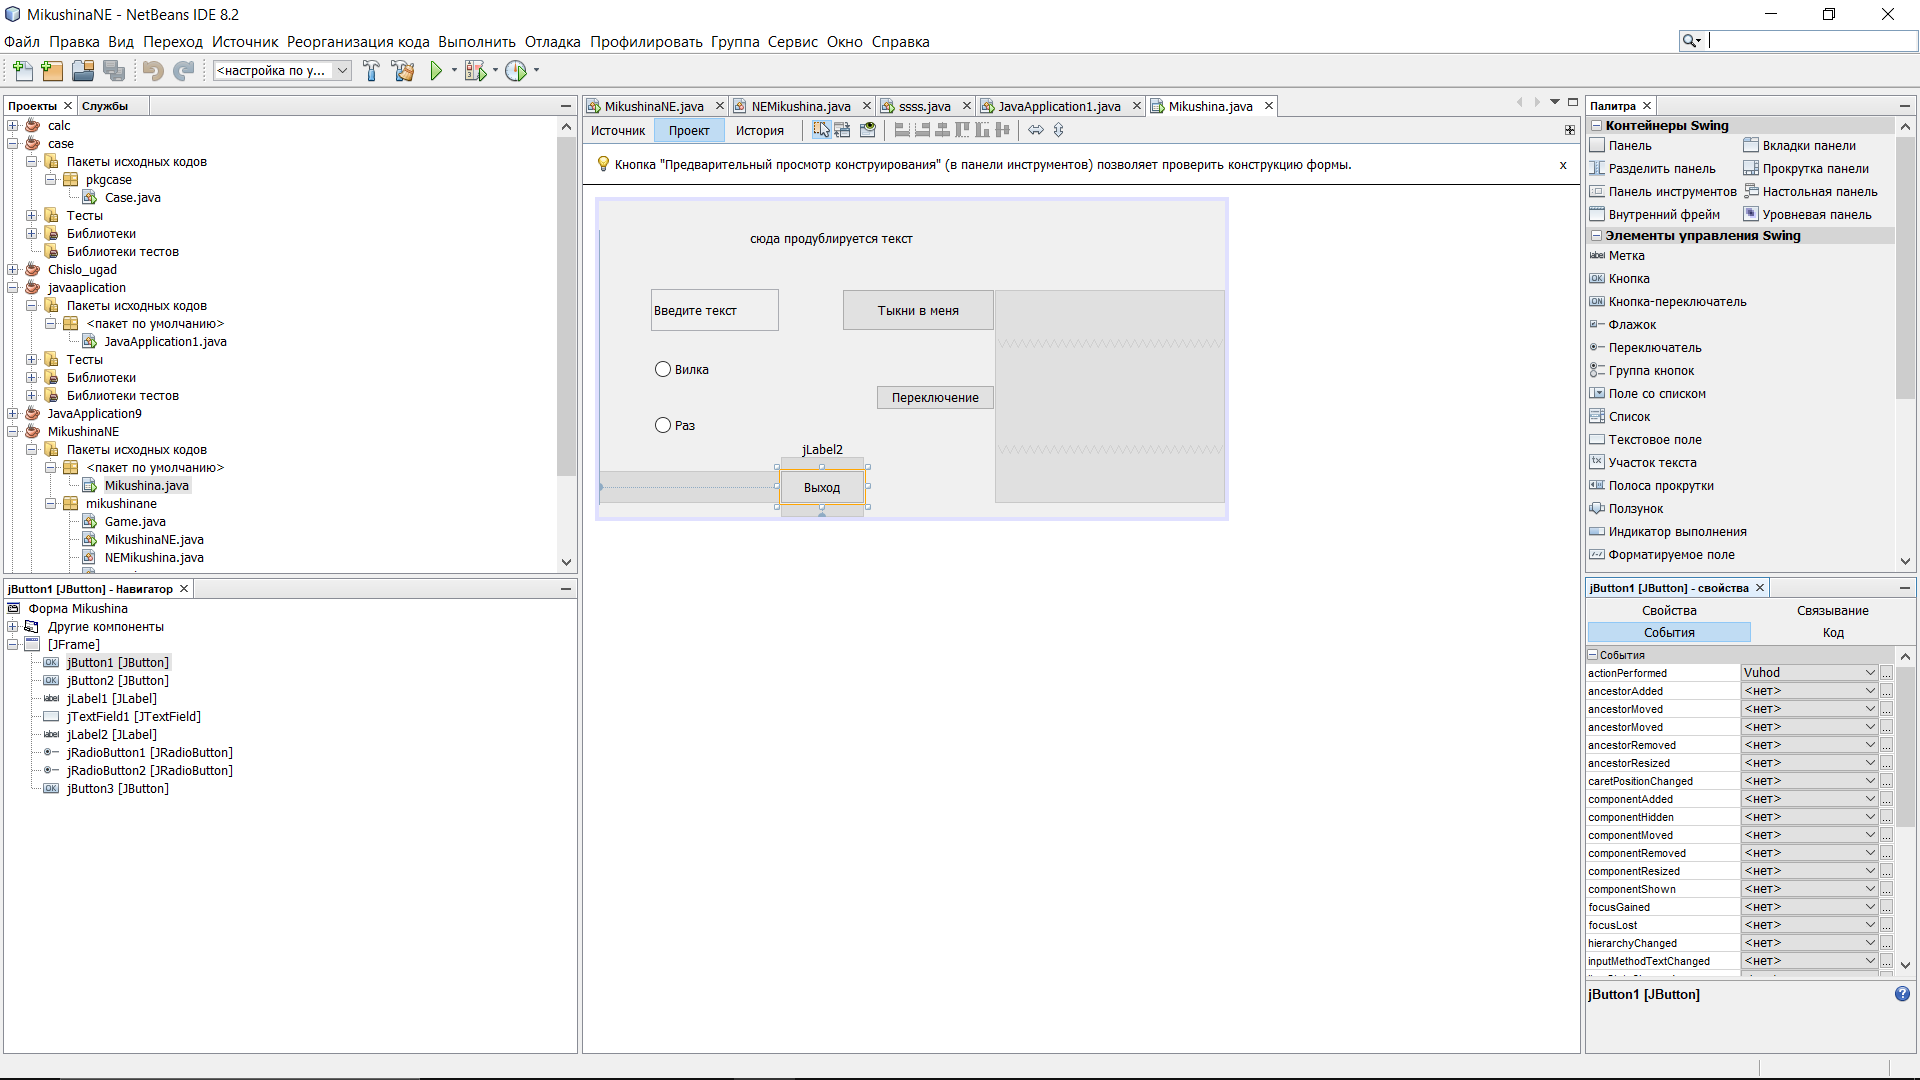 MikushinaNE - NetBeans IDE 8.2
Файл Правка Вид Переход Источник Реорганизация кода Выполнить Отладка Профилировать Группа Сервис Окно Справка
<настройка по у...
Проекты Службы
calc
case
Пакеты исходных кодов
pkgcase
Case.java
Тесты
Библиотеки
Библиотеки тестов
Chislo_ugad
javaaplication
Пакеты исходных кодов
<пакет по умолчанию>
JavaApplication1.java
Тесты
Библиотеки
Библиотеки тестов
JavaApplication9
MikushinaNE
Пакеты исходных кодов
<пакет по умолчанию>
Mikushina.java
mikushinane
Game.java
MikushinaNE.java
NEMikushina.java
jButton1 [JButton] - Навигатор
Форма Mikushina
Другие компоненты
[JFrame]
jButton1 [JButton]
jButton2 [JButton]
jLabel1 [JLabel]
jTextField1 [JTextField]
jLabel2 [JLabel]
jRadioButton1 [JRadioButton]
jRadioButton2 [JRadioButton]
jButton3 [JButton]
MikushinaNE.java NEMikushina.java ssss.java JavaApplication1.java Mikushina.java
Источник Проект История
Кнопка "Предварительный просмотр конструирования" (в панели инструментов) позволяет проверить конструкцию формы. x
сюда продублируется текст
Введите текст Тыкни в меня
Вилка
Переключение
Раз
jLabel2
Выход
Палитра
Контейнеры Swing
Панель Вкладки панели
Разделить панель Прокрутка панели
Панель инструментов Настольная панель
Внутренний фрейм Уровневая панель
Элементы управления Swing
label Метка
OK Кнопка
ON Кнопка-переключатель
Флажок
Переключатель
Группа кнопок
Поле со списком
Список
Текстовое поле
Участок текста
Полоса прокрутки
Ползунок
Индикатор выполнения
Форматируемое поле
jButton1 [JButton] - свойства
Свойства Связывание
События Код
События
actionPerformed Vuhod ...
ancestorAdded <нет> ...
ancestorMoved <нет> ...
ancestorMoved <нет> ...
ancestorRemoved <нет> ...
ancestorResized <нет> ...
caretPositionChanged <нет> ...
componentAdded <нет> ...
componentHidden <нет> ...
componentMoved <нет> ...
componentRemoved <нет> ...
componentResized <нет> ...
componentShown <нет> ...
focusGained <нет> ...
focusLost <нет> ...
hierarchyChanged <нет> ...
inputMethodTextChanged <нет> ...
jButton1 [JButton]